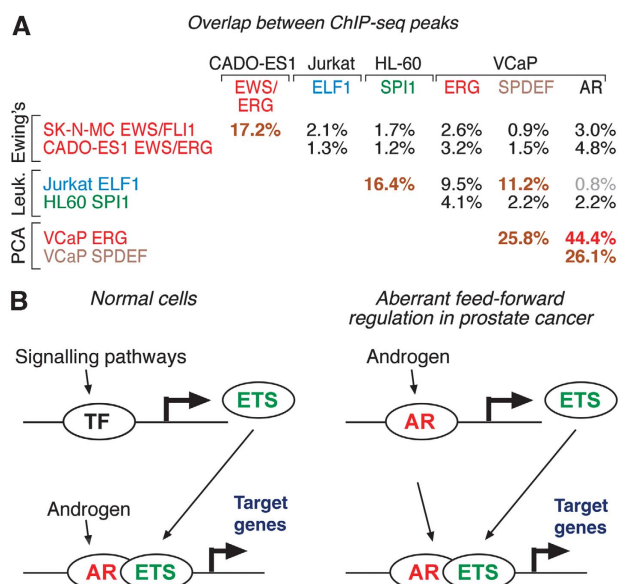 A
Overlap between ChIP-seq peaks
CADO-ES1 Jurkat HL-60 VCaP
EWS/ ELF1 SPI1 ERG SPDEF AR
ERG
Ewing's
SK-N-MC EWS/FLI1 17.2% 2.1% 1.7% 2.6% 0.9% 3.0%
CADO-ES1 EWS/ERG 1.3% 1.2% 3.2% 1.5% 4.8%
Leuk.
Jurkat ELF1 16.4% 9.5% 11.2% 0.8%
HL60 SPI1 4.1% 2.2% 2.2%
PCA
VCaP ERG 25.8% 44.4%
VCaP SPDEF 26.1%
B
Normal cells
Signalling pathways
TF
ETS
Androgen
Target
genes
AR ETS
Aberrant feed-forward
regulation in prostate cancer
Androgen
AR
ETS
Target
genes
AR ETS